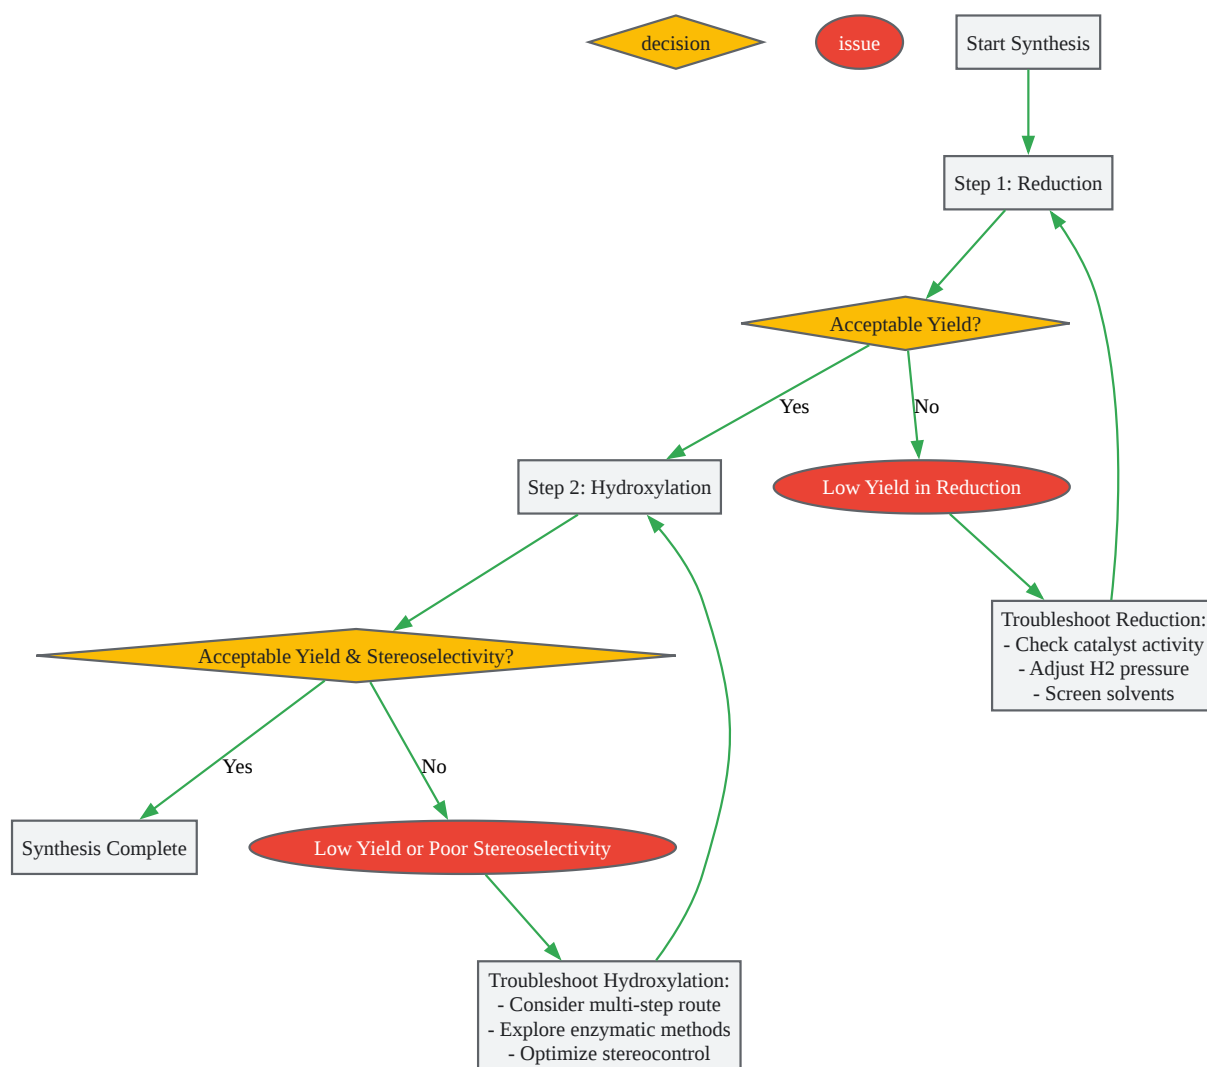 decision
issue
Start Synthesis
Step 1: Reduction
Acceptable Yield?
Yes
No
Step 2: Hydroxylation
Low Yield in Reduction
Troubleshoot Reduction:
- Check catalyst activity
- Adjust H2 pressure
- Screen solvents
Acceptable Yield & Stereoselectivity?
Yes
No
Synthesis Complete
Low Yield or Poor Stereoselectivity
Troubleshoot Hydroxylation:
- Consider multi-step route
- Explore enzymatic methods
- Optimize stereocontrol